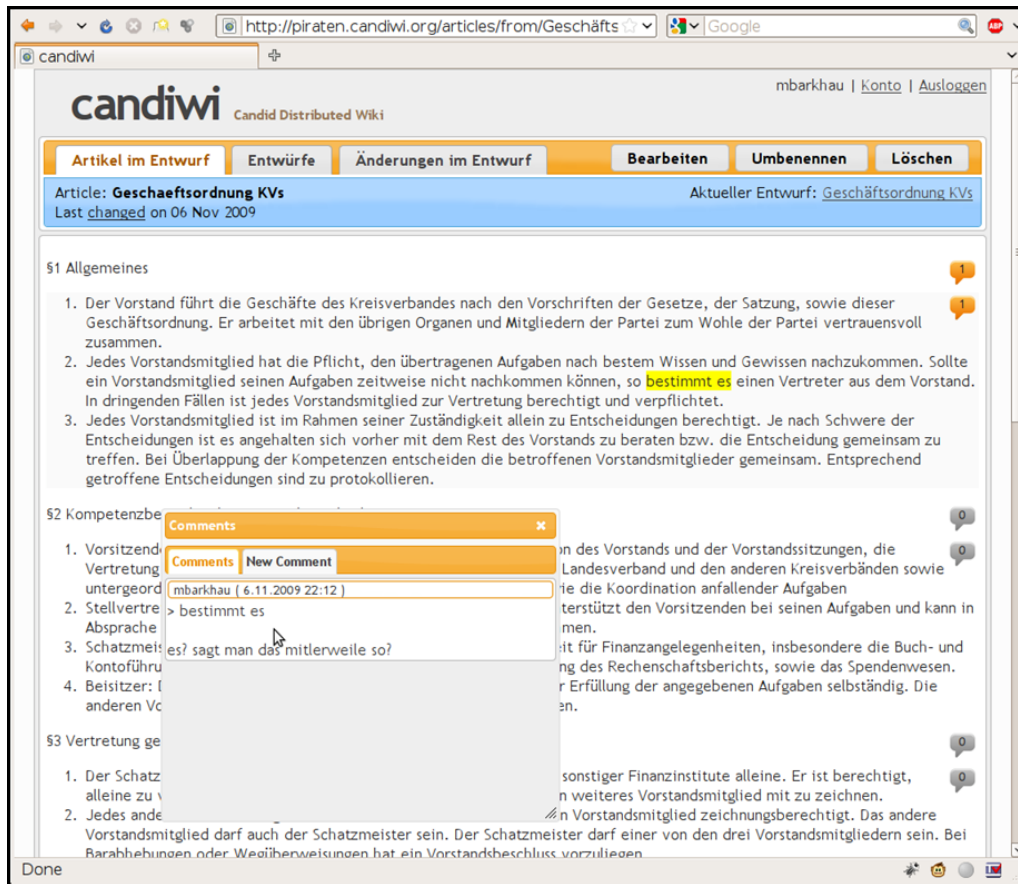 http://piraten.candiwi.org/articles/from/Geschäfts
Google
ABP
candiwi
mbarkhau | Konto | Ausloggen
candiwi Candid Distributed Wiki
Artikel im Entwurf Entwürfe Änderungen im Entwurf Bearbeiten Umbenennen Löschen
Article: Geschaeftsordnung KVs Aktueller Entwurf: Geschäftsordnung KVs
Last changed on 06 Nov 2009
§1 Allgemeines 1
1. Der Vorstand führt die Geschäfte des Kreisverbandes nach den Vorschriften der Gesetze, der Satzung, sowie dieser 1
Geschäftsordnung. Er arbeitet mit den übrigen Organen und Mitgliedern der Partei zum Wohle der Partei vertrauensvoll
zusammen.
2. Jedes Vorstandsmitglied hat die Pflicht, den übertragenen Aufgaben nach bestem Wissen und Gewissen nachzukommen. Sollte
ein Vorstandsmitglied seinen Aufgaben zeitweise nicht nachkommen können, so bestimmt es einen Vertreter aus dem Vorstand.
In dringenden Fällen ist jedes Vorstandsmitglied zur Vertretung berechtigt und verpflichtet.
3. Jedes Vorstandsmitglied ist im Rahmen seiner Zuständigkeit allein zu Entscheidungen berechtigt. Je nach Schwere der
Entscheidungen ist es angehalten sich vorher mit dem Rest des Vorstands zu beraten bzw. die Entscheidung gemeinsam zu
treffen. Bei Überlappung der Kompetenzen entscheiden die betroffenen Vorstandsmitglieder gemeinsam. Entsprechend
getroffene Entscheidungen sind zu protokollieren.
§2 Kompetenzbe 0
1. Vorsitzend on des Vorstands und der Vorstandssitzungen, die 0
Vertretung Landesverband und den anderen Kreisverbänden sowie
untergeord ie die Koordination anfallender Aufgaben
2. Stellvertre terstützt den Vorsitzenden bei seinen Aufgaben und kann in
Absprache men.
3. Schatzmeis eit für Finanzangelegenheiten, insbesondere die Buch- und
Kontoführu ng des Rechenschaftsberichts, sowie das Spendenwesen.
4. Beisitzer: r Erfüllung der angegebenen Aufgaben selbständig. Die
anderen Vo en.
Comments
Comments New Comment
mbarkhau ( 6.11.2009 22:12 )
> bestimmt es
es? sagt man das mitlerweile so?
§3 Vertretung ge 0
1. Der Schatz sonstiger Finanzinstitute alleine. Er ist berechtigt, 0
alleine zu n weiteres Vorstandsmitglied mit zu zeichnen.
2. Jedes ande n Vorstandsmitglied zeichnungsberechtigt. Das andere
Vorstandsmitglied darf auch der Schatzmeister sein. Der Schatzmeister darf einer von den drei Vorstandsmitgliedern sein. Bei
Barabhebungen oder Wegüberweisungen hat ein Vorstandsbeschluss vorzuliegen
Done